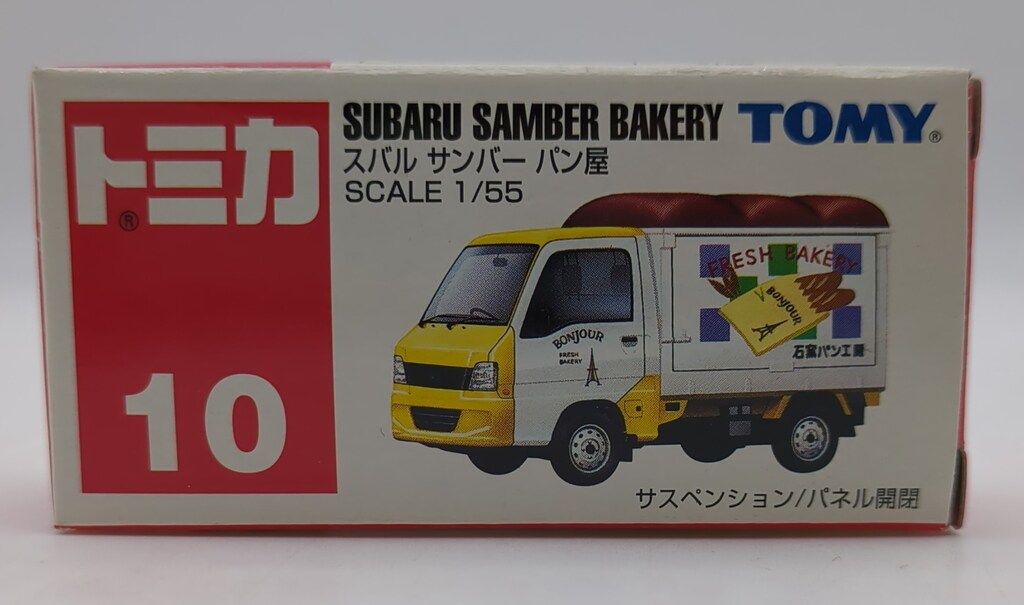 トミカ
®
10
SUBARU SAMBER BAKERY
TOMY®
スバル サンバー パン屋
SCALE 1/55
FRESH BAKERY
BONJOUR
石窯パン工房
BONJOUR
FRESH
BAKERY
サスペンション/パネル開閉